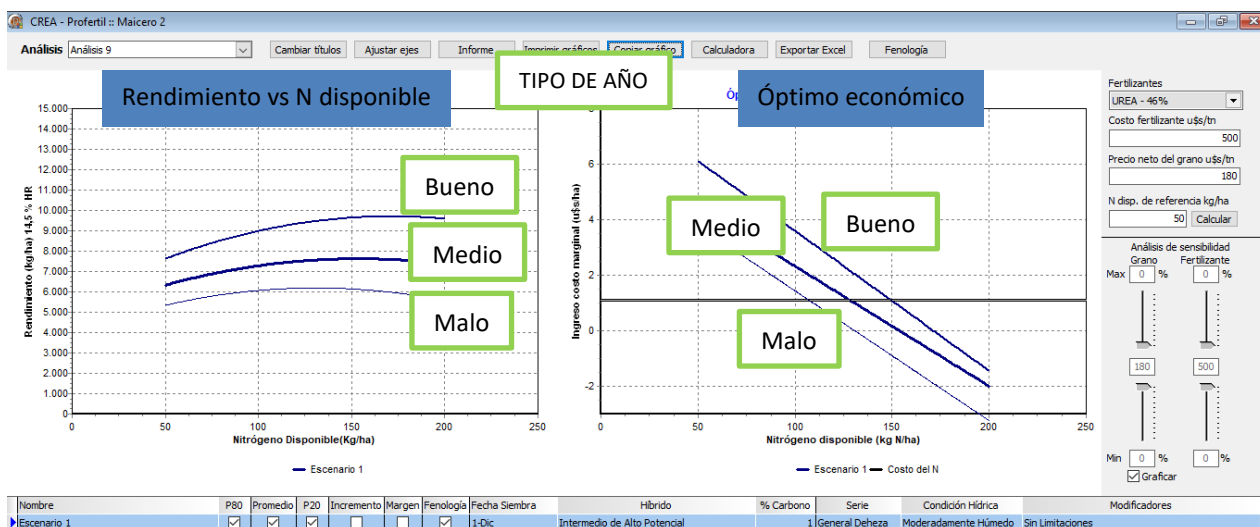 CREA - Profertil :: Maicero 2
Análisis Análisis 9 Cambiar títulos Ajustar ejes Informe Imprimir gráficos Copiar gráfico Calculadora Exportar Excel Fenología
TIPO DE AÑO
Rendimiento vs N disponible
Óptimo económico
Rendimiento (kg/ha) 14,5 % HR
15.000
14.000
13.000
12.000
11.000
10.000
9.000
8.000
7.000
6.000
5.000
4.000
3.000
2.000
1.000
0
Bueno
Medio
Malo
0 50 100 150 200 250
Nitrógeno Disponible(Kg/ha)
Escenario 1
Ingreso costo marginal (u$s/ha)
8
6
4
2
0
-2
Medio
Bueno
Malo
0 50 100 150 200 250
Nitrógeno disponible (kg N/ha)
Escenario 1 Costo del N
Fertilizantes
UREA - 46%
Costo fertilizante u$s/tn
500
Precio neto del grano u$s/tn
180
N disp. de referencia kg/ha
50 Calcular
Análisis de sensibilidad
Grano Fertilizante
Max 0 % 0 %
180 500
Min 0 % 0 %
Graficar
Nombre P80 Promedio P20 Incremento Margen Fenología Fecha Siembra Híbrido % Carbono Serie Condición Hídrica Modificadores
Escenario 1 1-Dic Intermedio de Alto Potencial 1 General Deheza Moderadamente Húmedo Sin Limitaciones